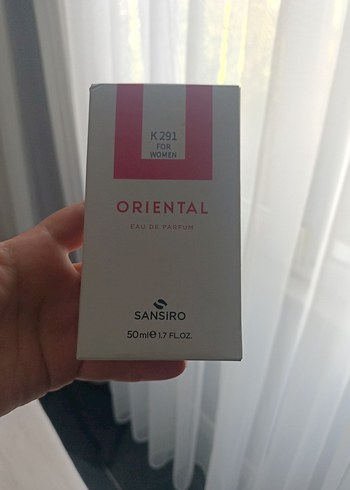 K 291
FOR
WOMEN
ORIENTAL
EAU DE PARFUM
SANSIRO
50ml℮1.7 FL.OZ.